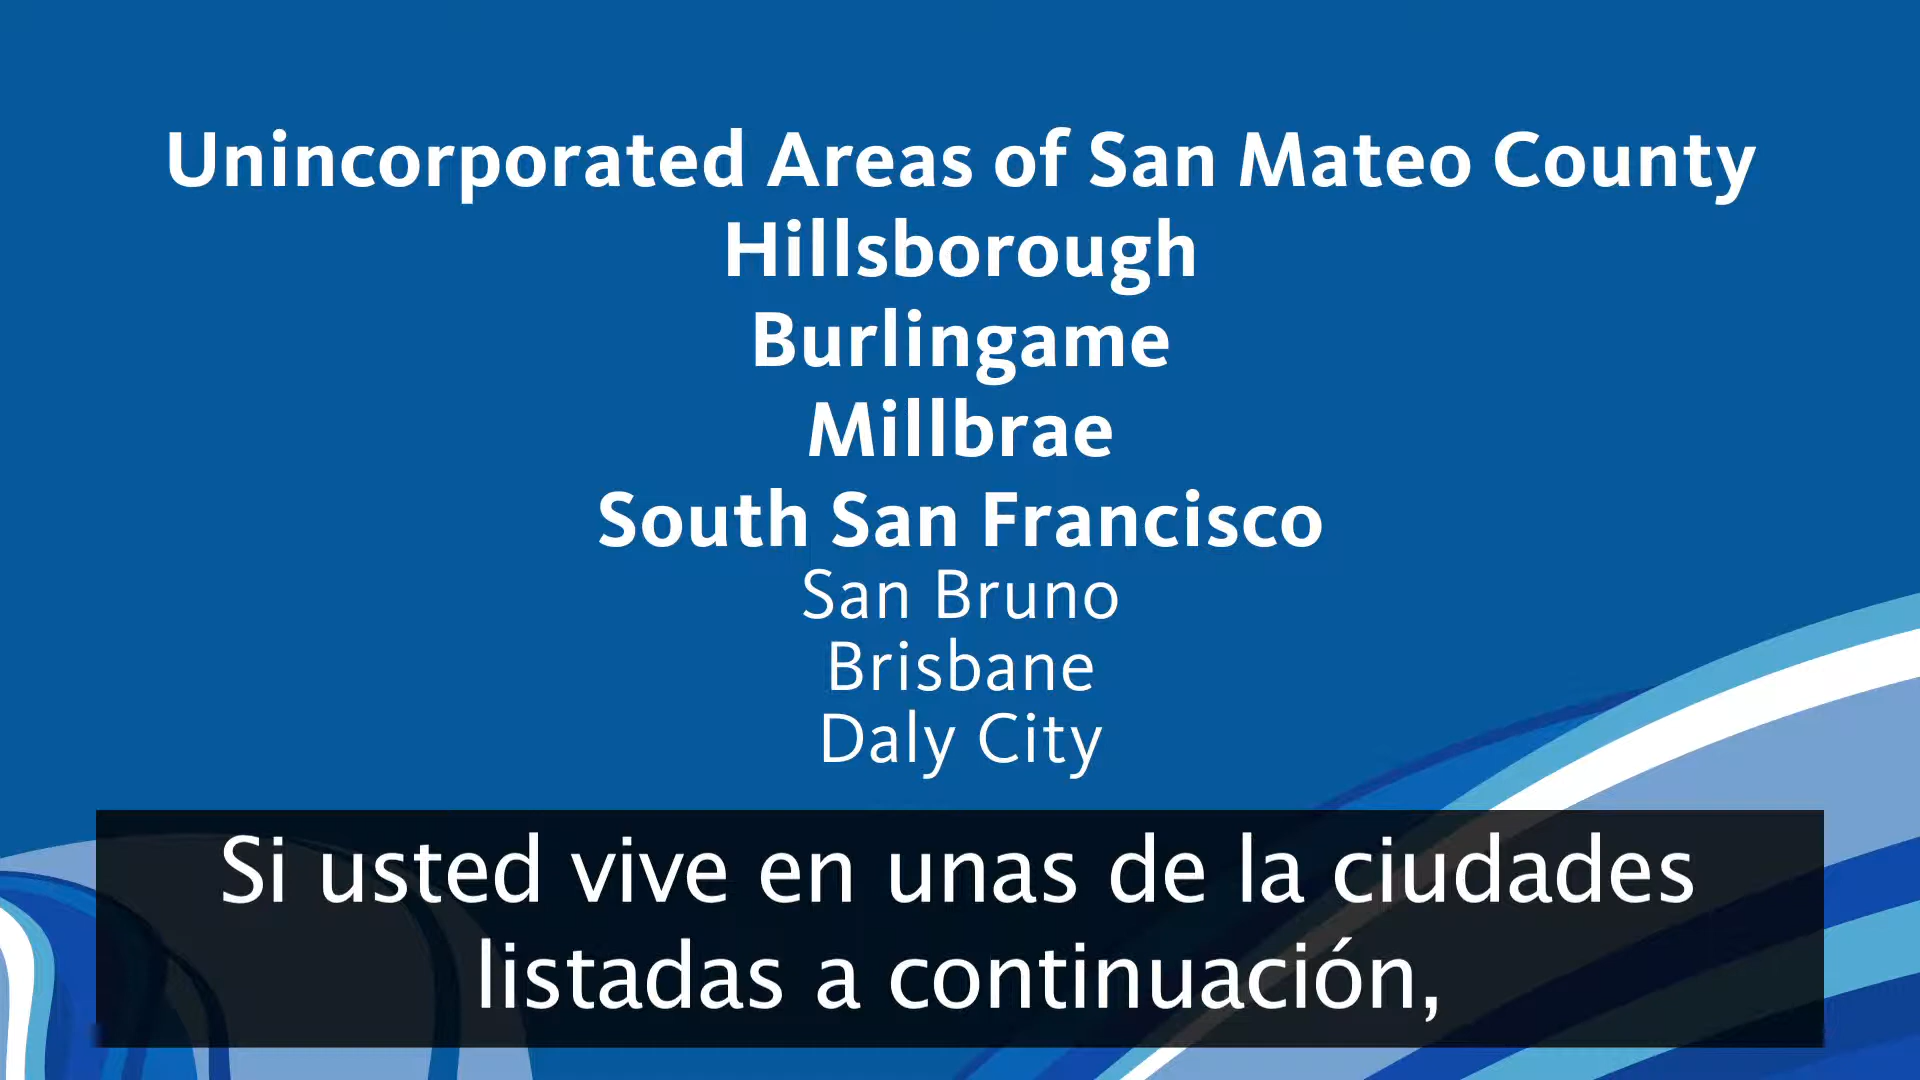 Unincorporated Areas of San Mateo County
Hillsborough
Burlingame
Millbrae
South San Francisco
San Bruno
Brisbane
Daly City
Si usted vive en unas de la ciudades
listadas a continuación,